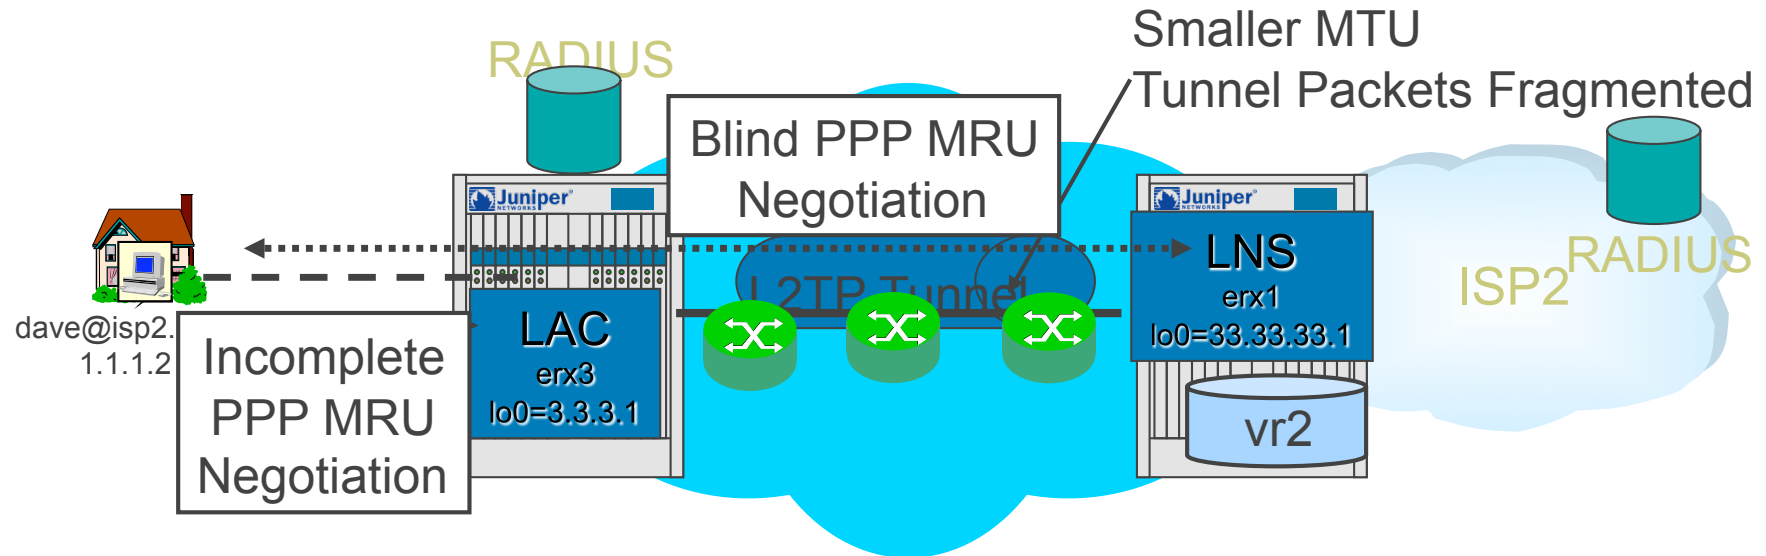 Smaller MTU
Tunnel Packets Fragmented
RADIUS
Blind PPP MRU
Negotiation
Juniper
NETWORKS
Juniper
NETWORKS
LNS
erx1
lo0=33.33.33.1
RADIUS
ISP2
L2TP Tunnel
dave@isp2.
1.1.1.2
LAC
erx3
lo0=3.3.3.1
Incomplete
PPP MRU
Negotiation
vr2